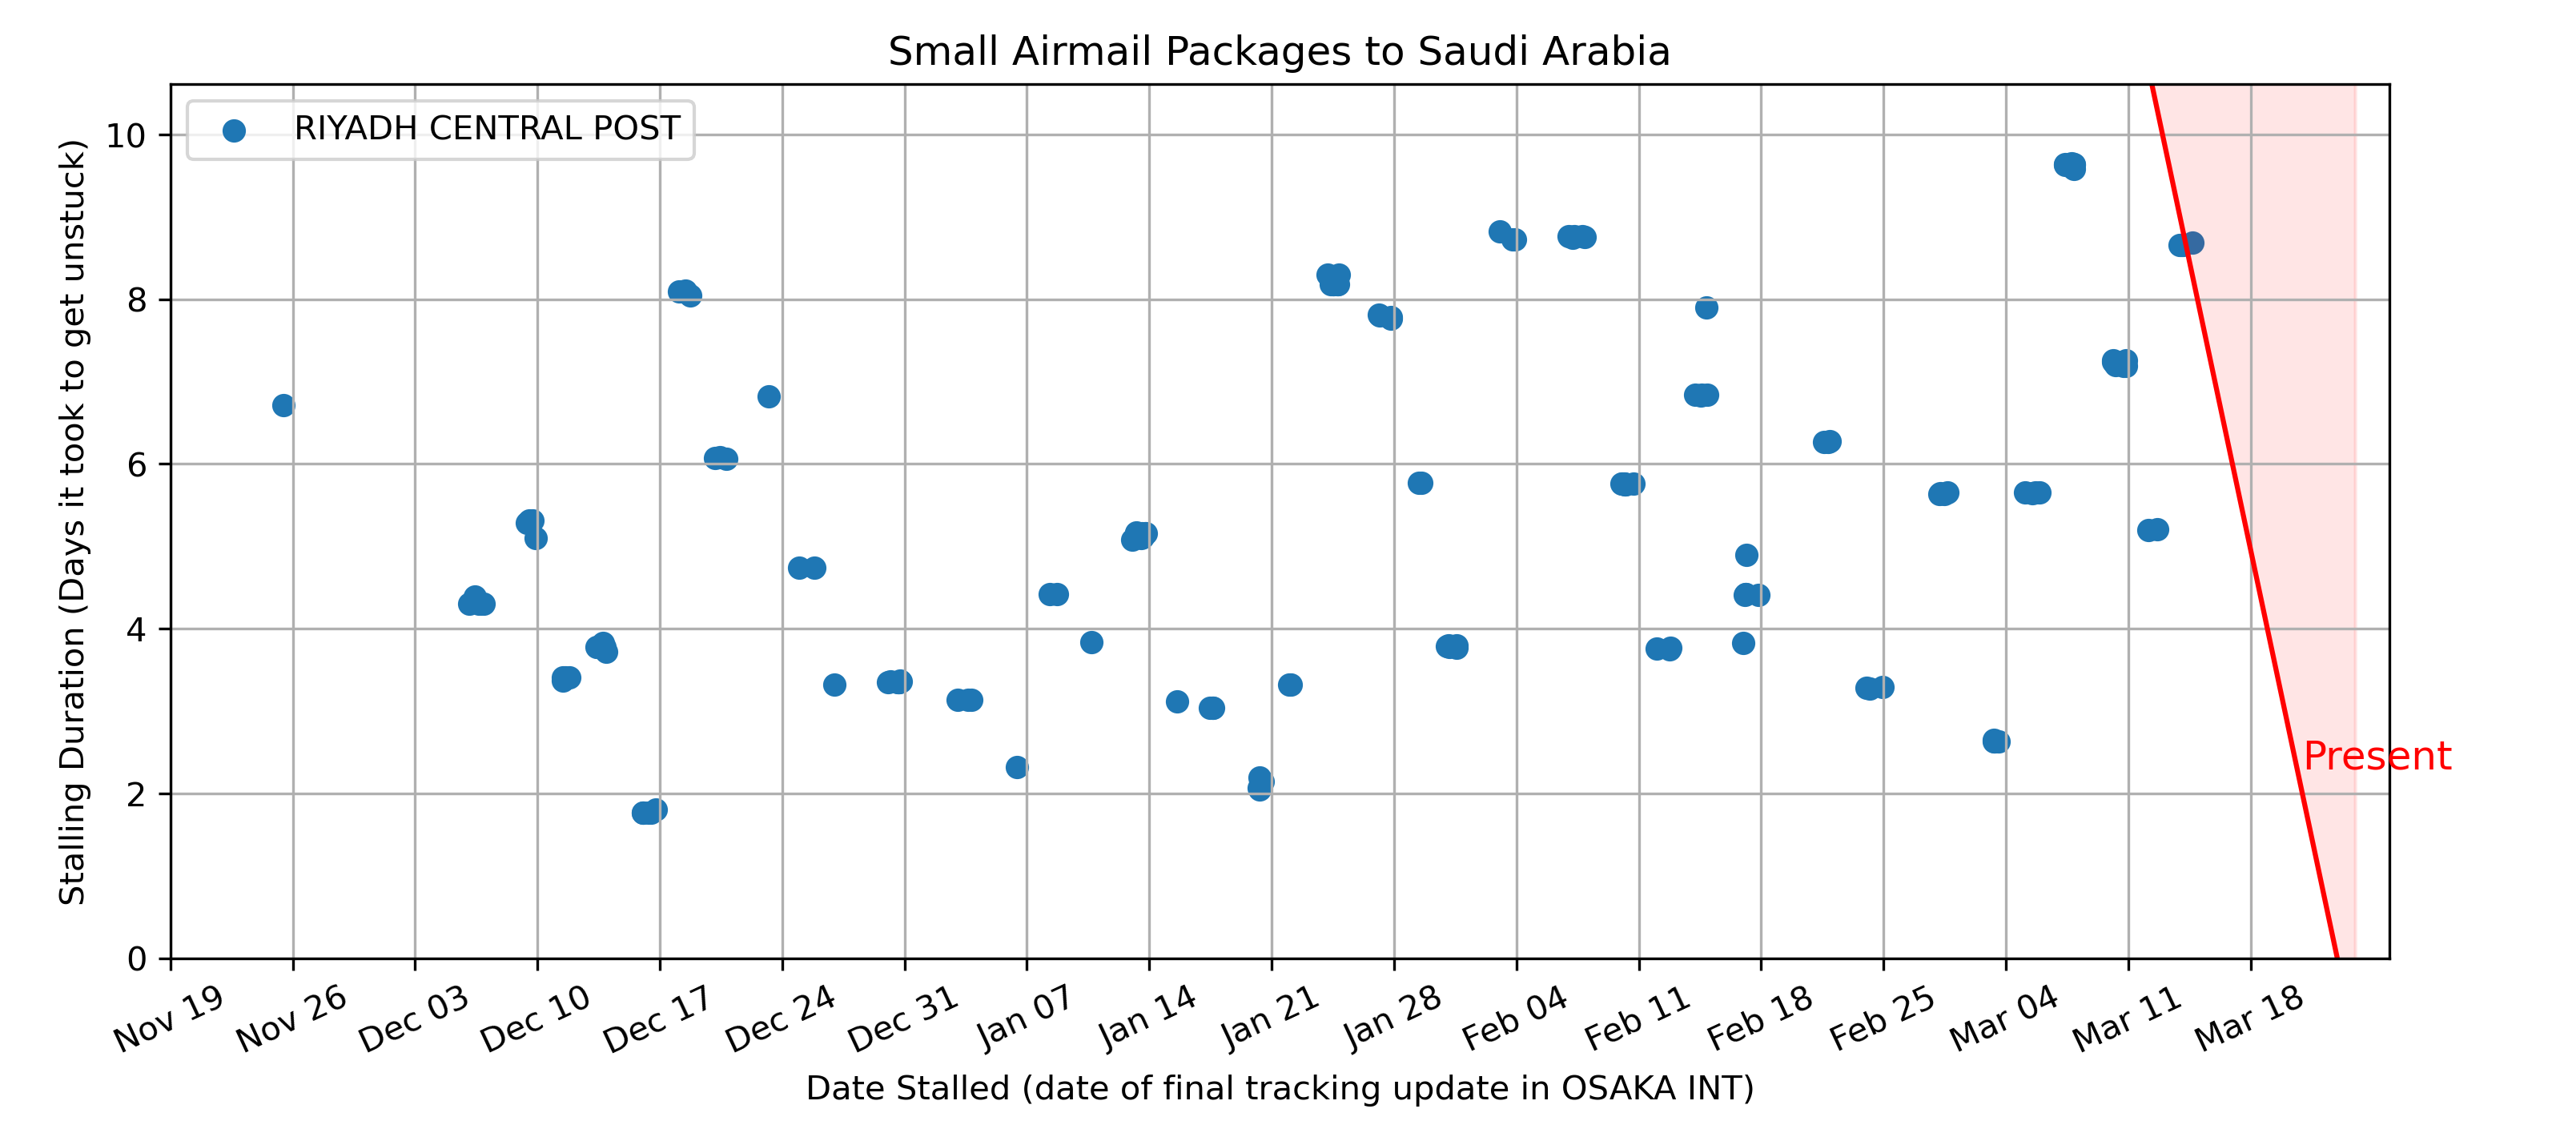 Small Airmail Packages to Saudi Arabia
RIYADH CENTRAL POST
Stalling Duration (Days it took to get unstuck)
10
8
6
4
2
0
Present
Nov 19
Nov 26
Dec 03
Dec 10
Dec 17
Dec 24
Dec 31
Jan 07
Jan 14
Jan 21
Jan 28
Feb 04
Feb 11
Feb 18
Feb 25
Mar 04
Mar 11
Mar 18
Date Stalled (date of final tracking update in OSAKA INT)